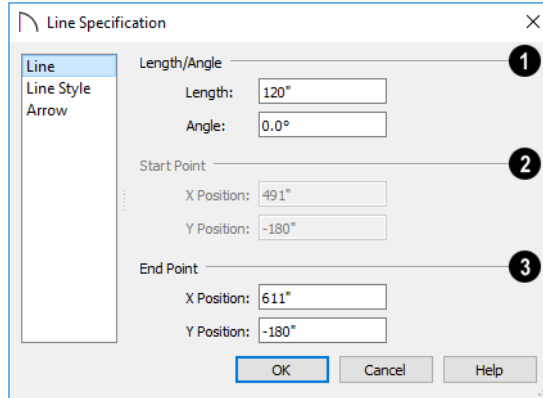 Line Specification
Line
Line Style
Arrow
Length/Angle
1
Length: 120"
Angle: 0.0°
Start Point
2
X Position: 491"
Y Position: -180"
End Point
3
X Position: 611"
Y Position: -180"
OK Cancel Help